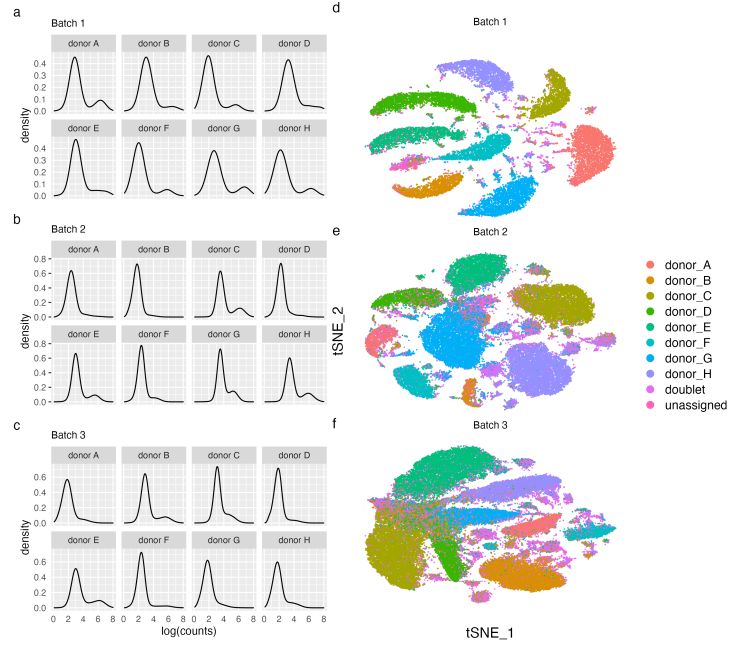 a
Batch 1
donor A donor B donor C donor D
0.4
0.3
0.2
0.1
0.0
donor E donor F donor G donor H
0.4
0.3
0.2
0.1
0.0
density
b
Batch 2
donor A donor B donor C donor D
0.8
0.6
0.4
0.2
0.0
donor E donor F donor G donor H
0.8
0.6
0.4
0.2
0.0
density
c
Batch 3
donor A donor B donor C donor D
0.6
0.4
0.2
0.0
donor E donor F donor G donor H
0.6
0.4
0.2
0.0
density
0 2 4 6 8 0 2 4 6 8 0 2 4 6 8 0 2 4 6 8
log(counts)
d
Batch 1
e
Batch 2
f
Batch 3
tSNE_2
tSNE_1
donor_A
donor_B
donor_C
donor_D
donor_E
donor_F
donor_G
donor_H
doublet
unassigned